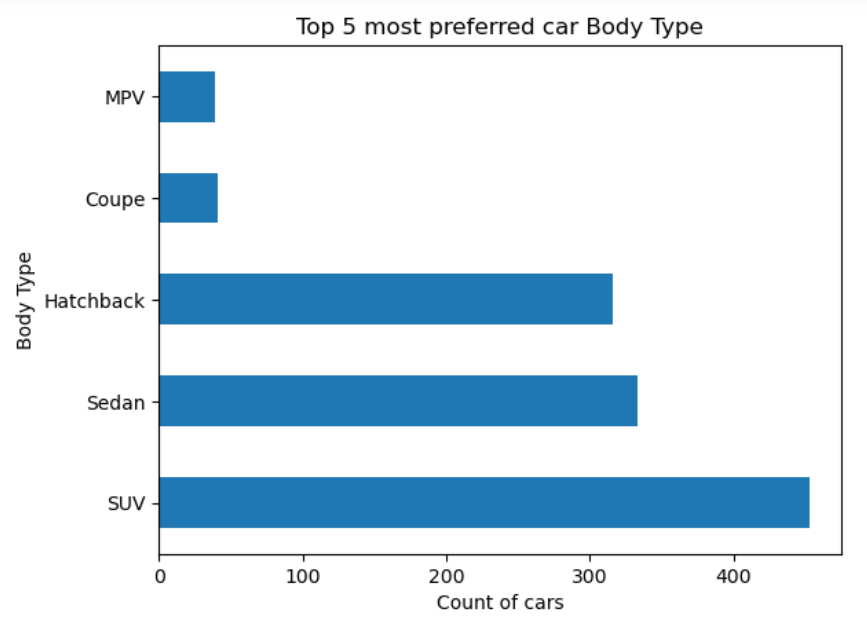 Top 5 most preferred car Body Type
Body Type
MPV
Coupe
Hatchback
Sedan
SUV
0 100 200 300 400
Count of cars